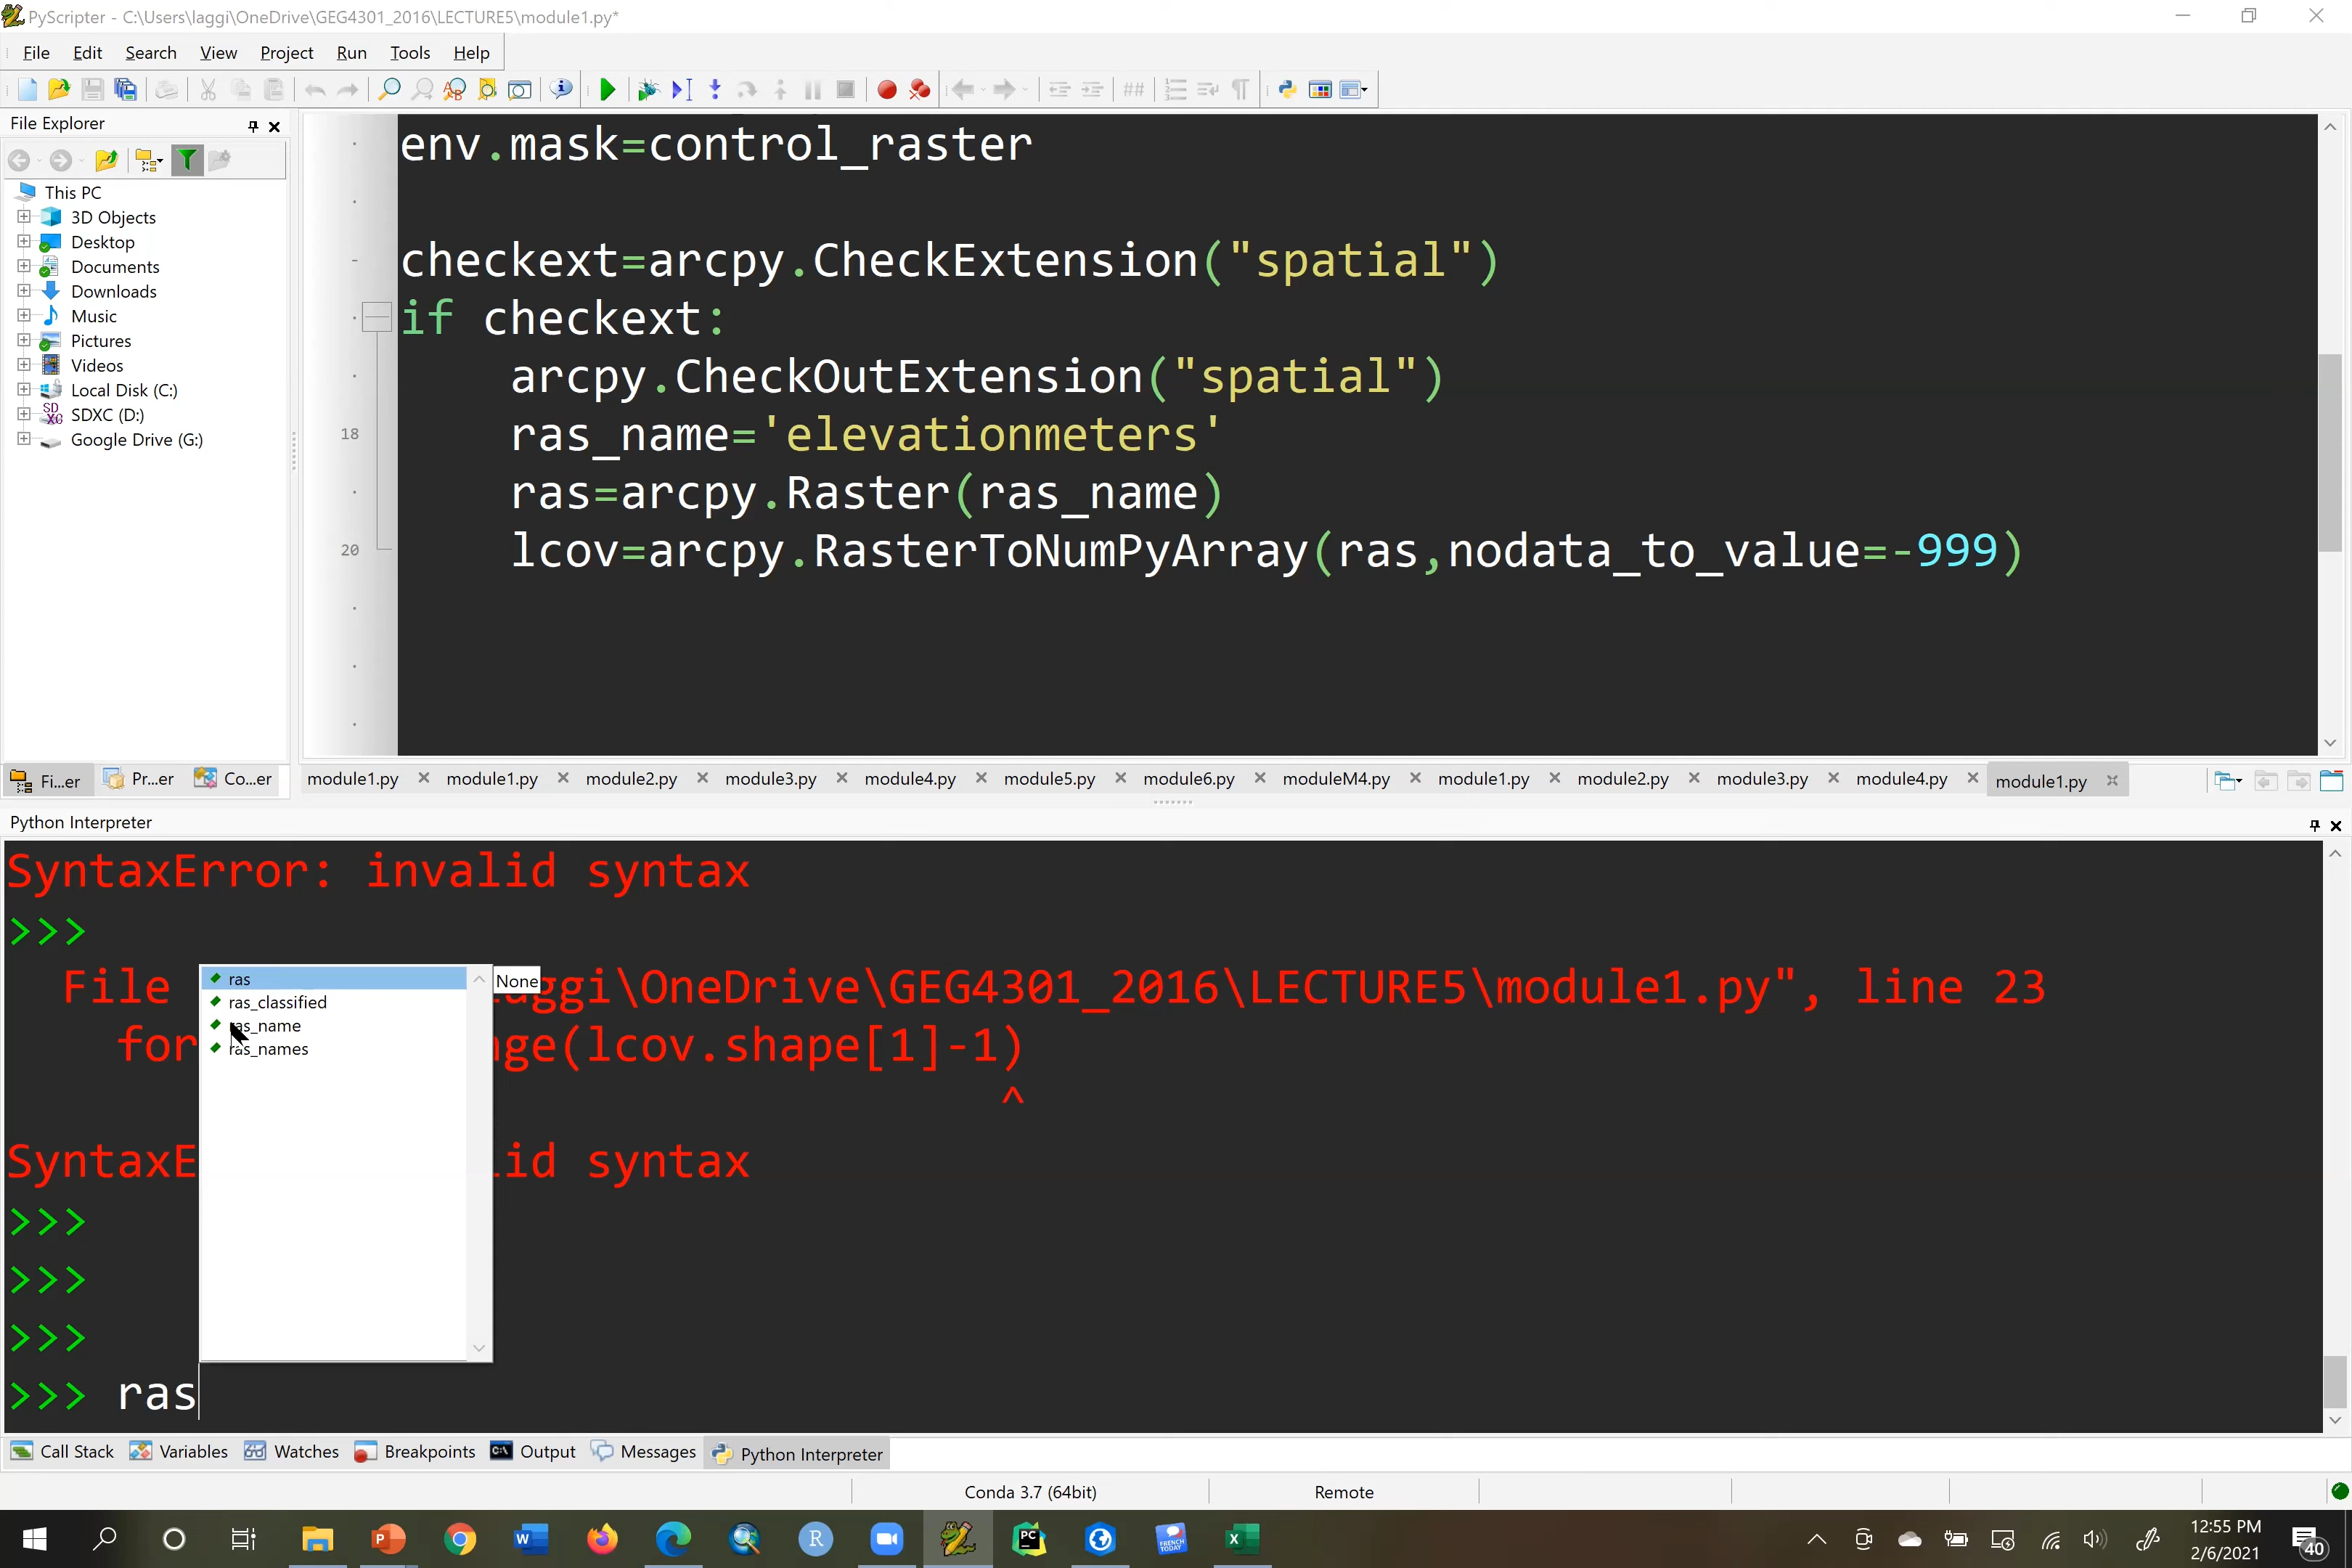 PyScripter - C:\Users\laggi\OneDrive\GEG4301_2016\LECTURE5\module1.py*
File Edit Search View Project Run Tools Help
File Explorer
This PC
3D Objects
Desktop
Documents
Downloads
Music
Pictures
Videos
Local Disk (C:)
SDXC (D:)
Google Drive (G:)
Fi...er Pr...er Co...er
env.mask=control_raster
checkext=arcpy.CheckExtension("spatial")
if checkext:
arcpy.CheckOutExtension("spatial")
18 ras_name='elevationmeters'
ras=arcpy.Raster(ras_name)
20 lcov=arcpy.RasterToNumPyArray(ras,nodata_to_value=-999)
module1.py module1.py module2.py module3.py module4.py module5.py module6.py moduleM4.py module1.py module2.py module3.py module4.py module1.py
Python Interpreter
SyntaxError: invalid syntax
>>>
File aggi\OneDrive\GEG4301_2016\LECTURE5\module1.py", line 23
for nge(lcov.shape[1]-1)
^
SyntaxE lid syntax
>>>
>>>
>>>
>>> ras
ras None
ras_classified
ras_name
ras_names
Call Stack Variables Watches Breakpoints Output Messages Python Interpreter
Conda 3.7 (64bit) Remote
12:55 PM
2/6/2021
40